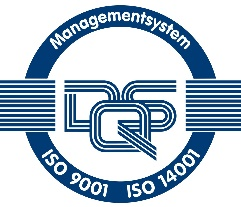 Managementsystem
DQS
ISO 9001 ISO 14001